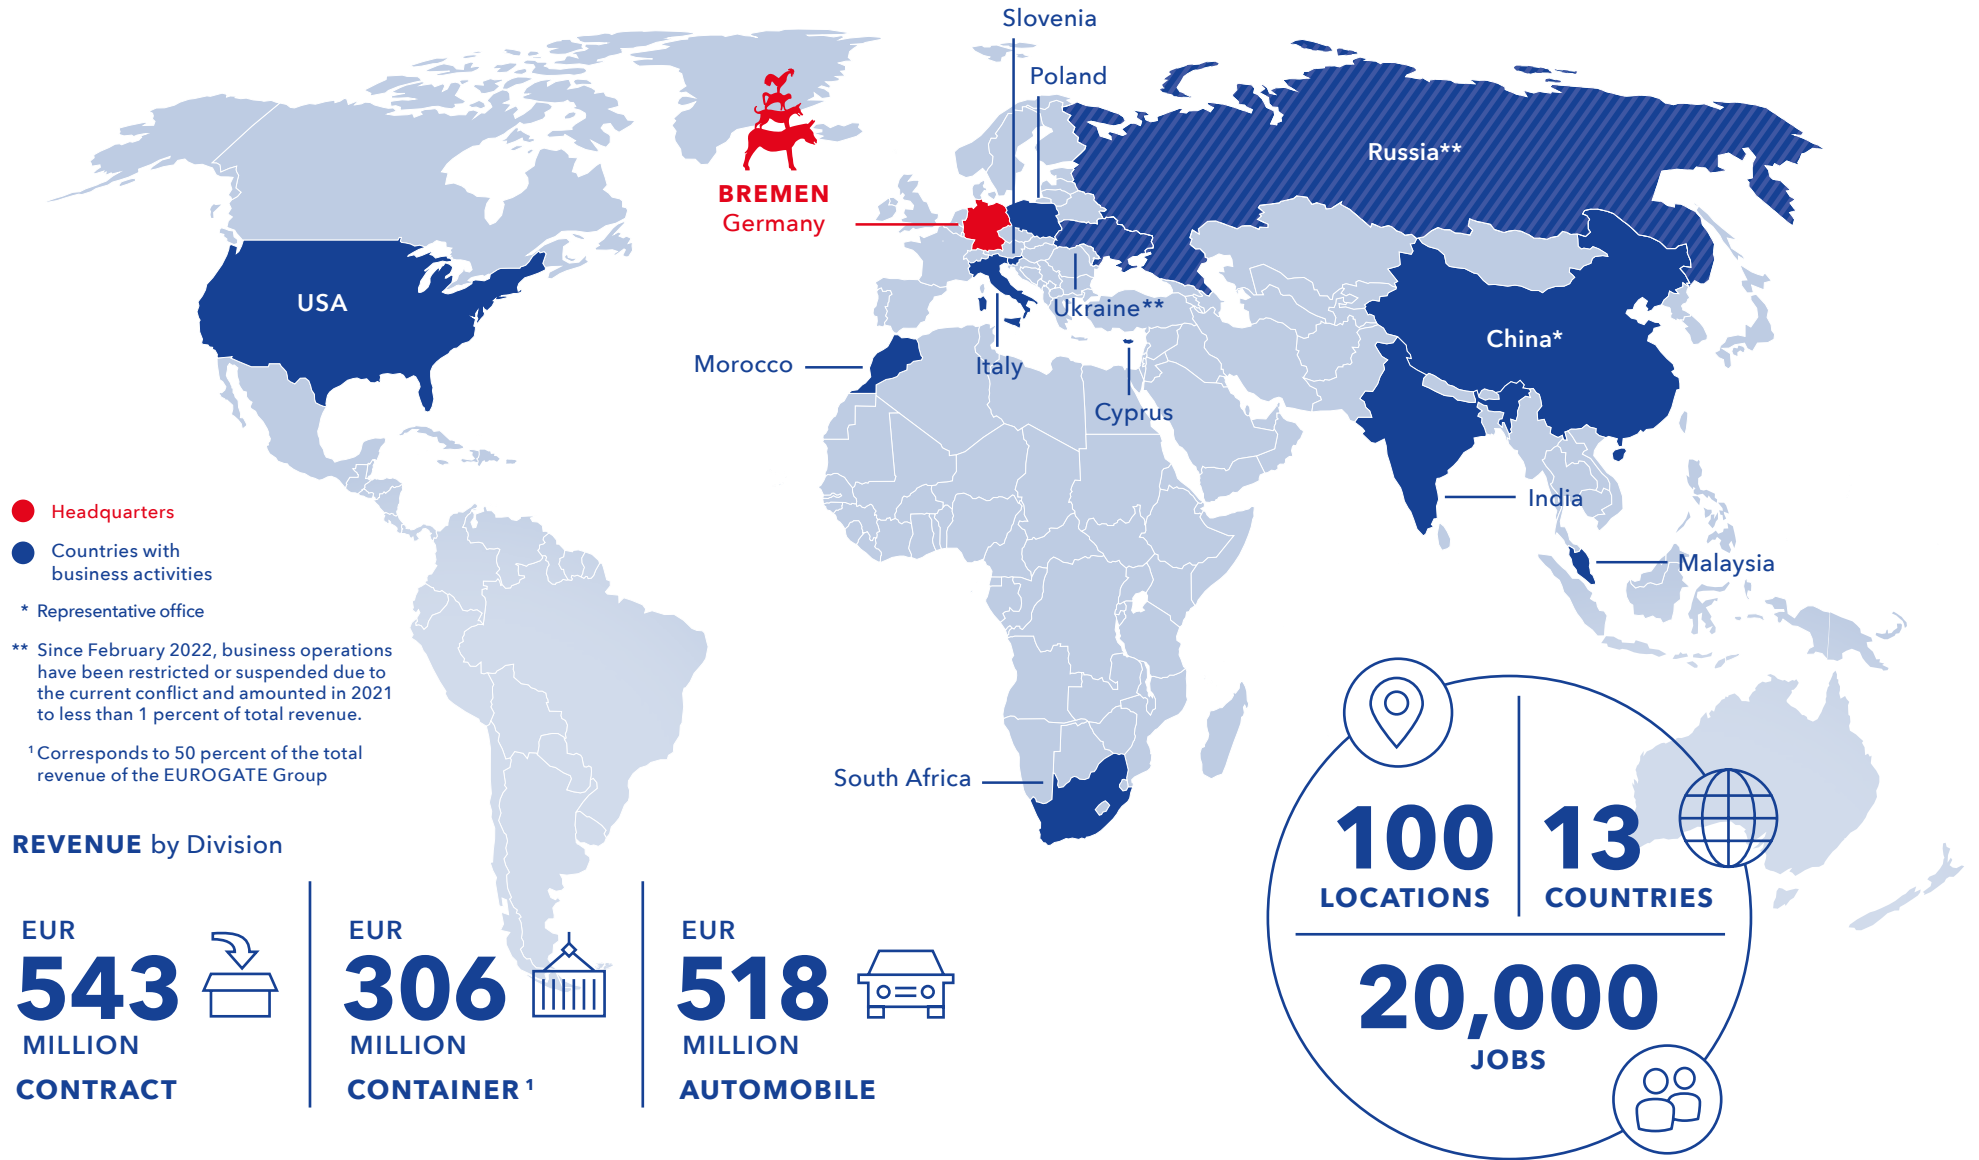 Slovenia
Poland
Russia**
BREMEN
Germany
USA
Ukraine**
China*
Morocco
Italy
Cyprus
India
Malaysia
South Africa
Headquarters
Countries with
business activities
* Representative office
** Since February 2022, business operations
have been restricted or suspended due to
the current conflict and amounted in 2021
to less than 1 percent of total revenue.
¹ Corresponds to 50 percent of the total
revenue of the EUROGATE Group
REVENUE by Division
EUR
543
MILLION
CONTRACT
EUR
306
MILLION
CONTAINER ¹
EUR
518
MILLION
AUTOMOBILE
100
LOCATIONS
13
COUNTRIES
20,000
JOBS